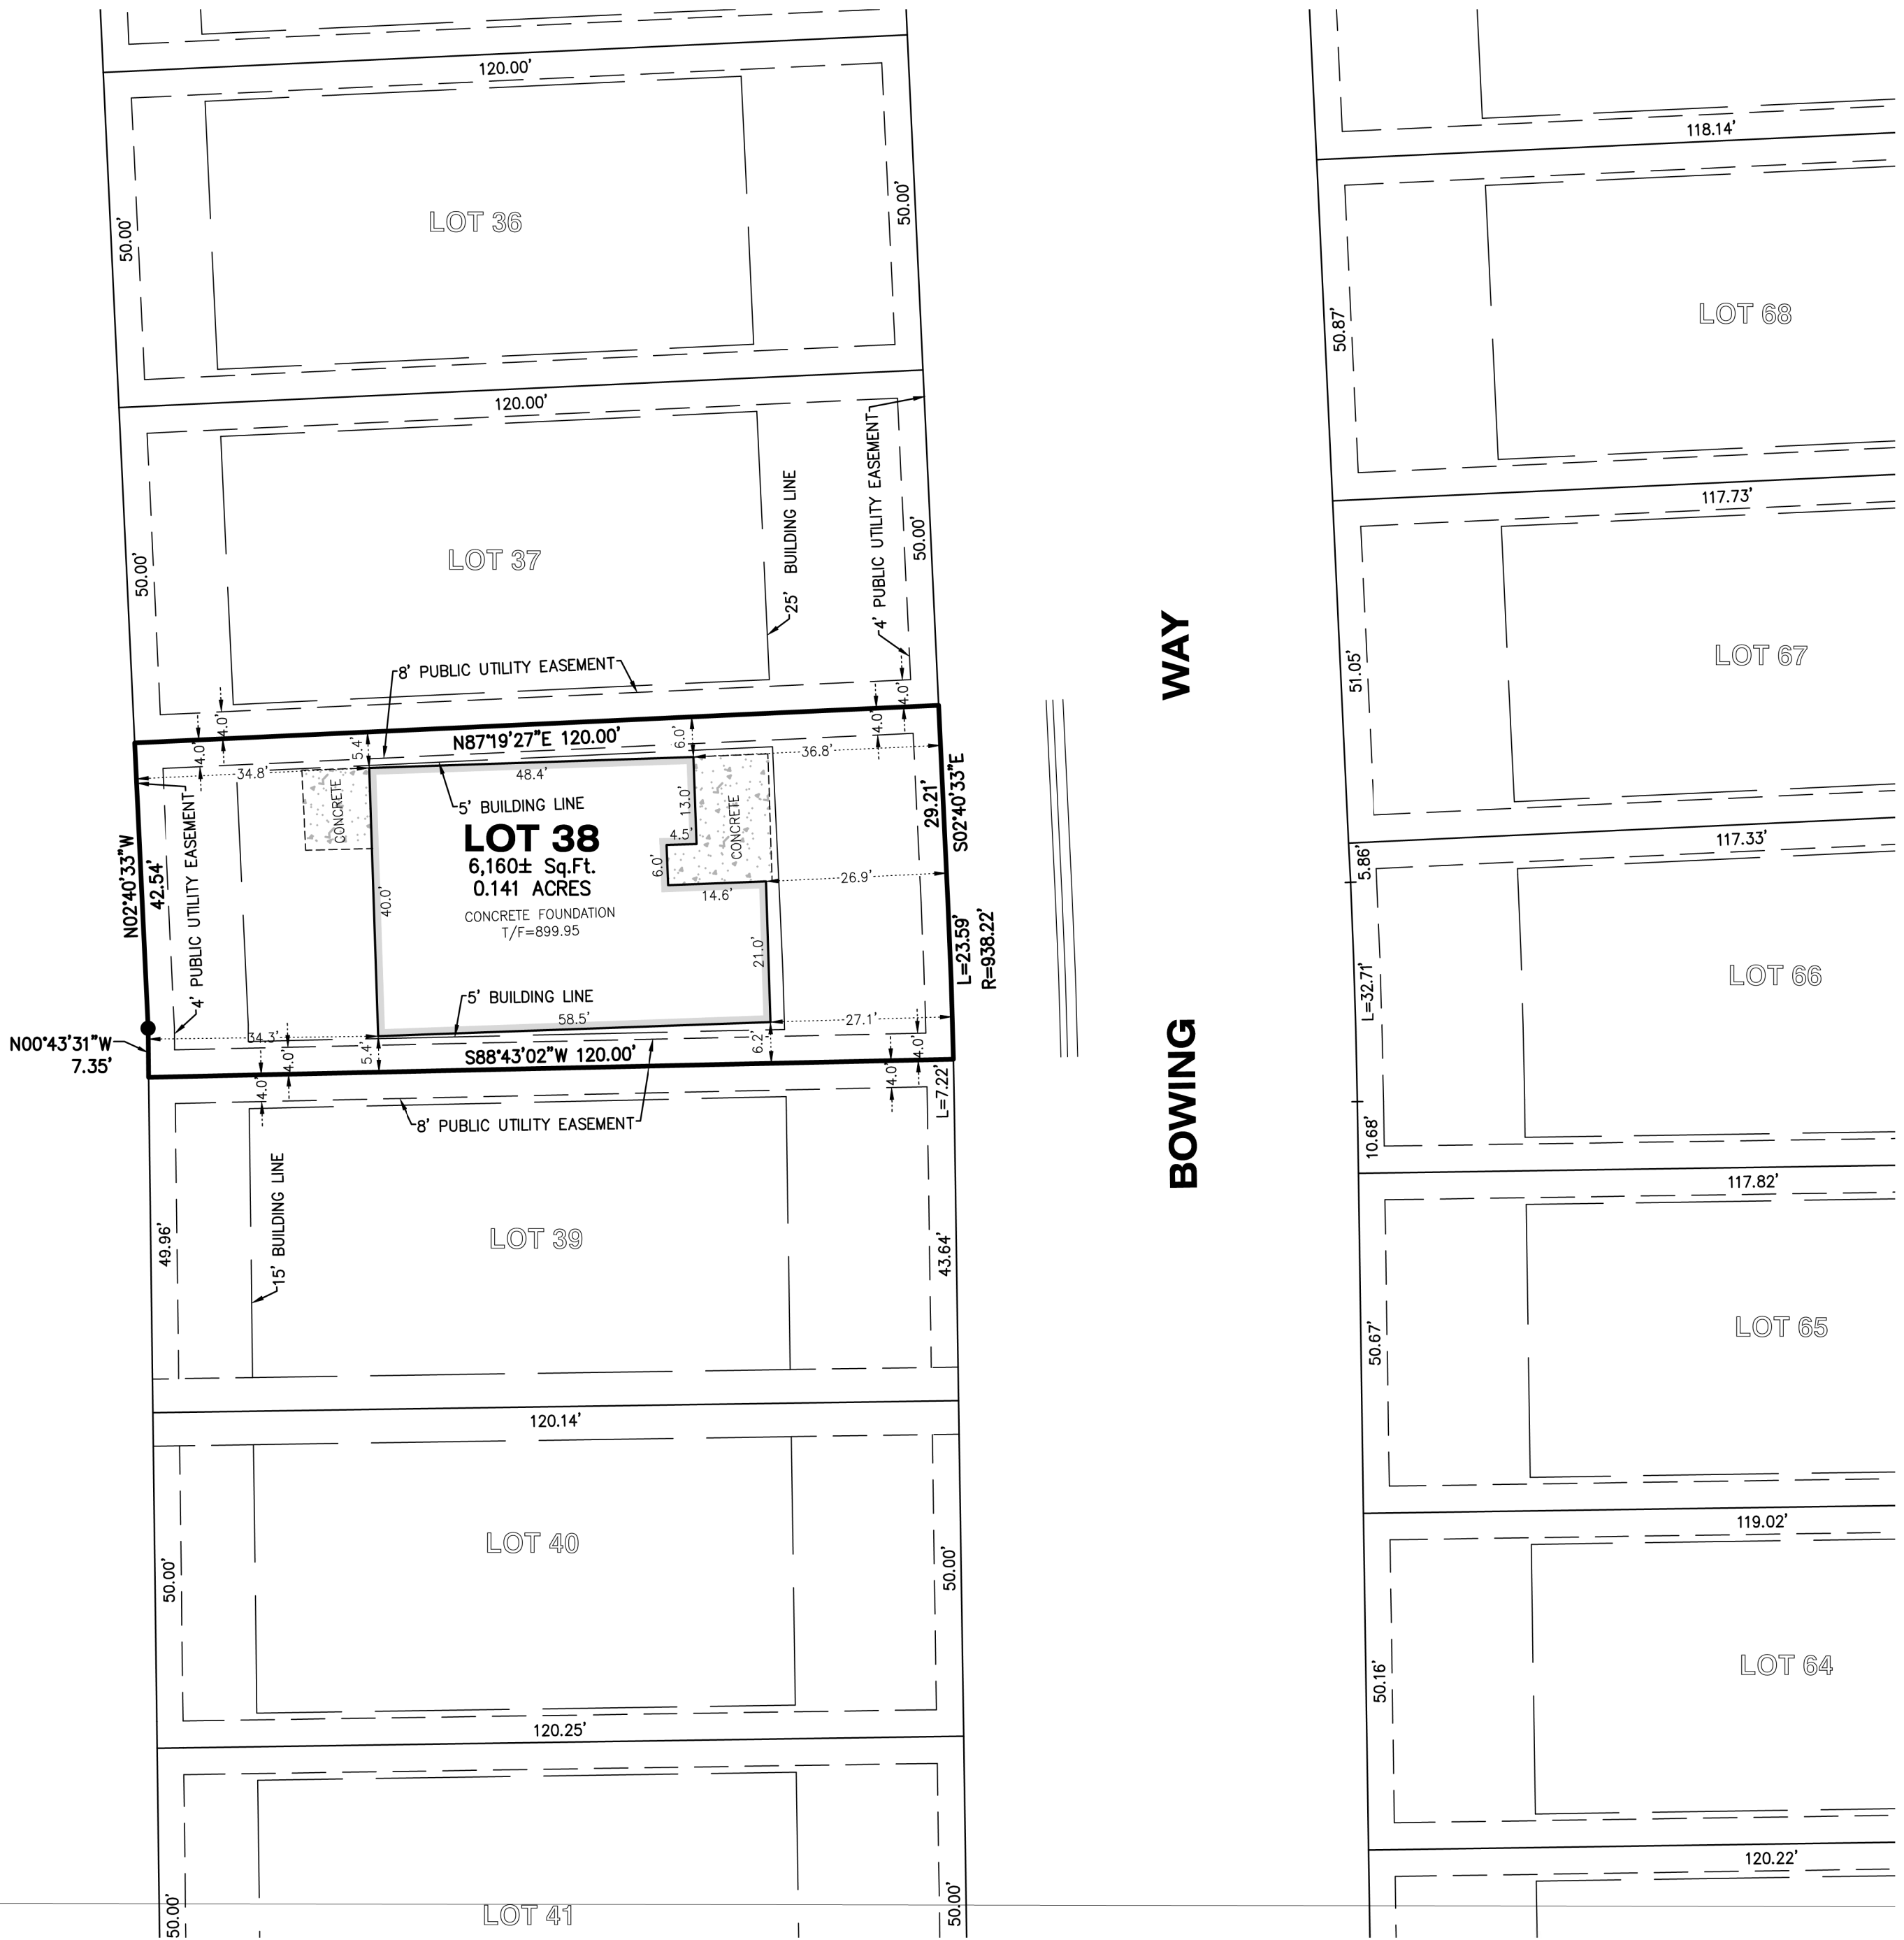 120.00'
118.14'
50.00'
LOT 36
50.00'
50.87'
LOT 68
120.00'
117.73'
50.00'
LOT 37
25' BUILDING LINE
4' PUBLIC UTILITY EASEMENT
50.00'
51.05'
LOT 67
WAY
8' PUBLIC UTILITY EASEMENT
4.0'
4.0'
4.0'
4.0'
5.4'
N87°19'27"E 120.00'
6.0'
36.8'
34.8'
48.4'
CONCRETE
5' BUILDING LINE
13.0'
CONCRETE
29.21'
S02°40'33"E
LOT 38
6,160± Sq.Ft.
0.141 ACRES
CONCRETE FOUNDATION
T/F=899.95
4.5'
6.0'
14.6'
26.9'
N02°40'33"W
42.54'
4' PUBLIC UTILITY EASEMENT
40.0'
21.0'
L=23.59'
R=938.22'
5' BUILDING LINE
58.5'
27.1'
34.3'
N00°43'31"W
7.35'
4.0'
4.0'
5.4'
S88°43'02"W 120.00'
6.2'
4.0'
4.0'
L=7.22'
8' PUBLIC UTILITY EASEMENT
BOWING
117.33'
5.86'
L=32.71'
LOT 66
10.68'
117.82'
49.96'
15' BUILDING LINE
LOT 39
43.64'
50.67'
LOT 65
120.14'
119.02'
50.00'
LOT 40
50.00'
50.16'
LOT 64
120.25'
120.22'
50.00'
LOT 41
50.00'